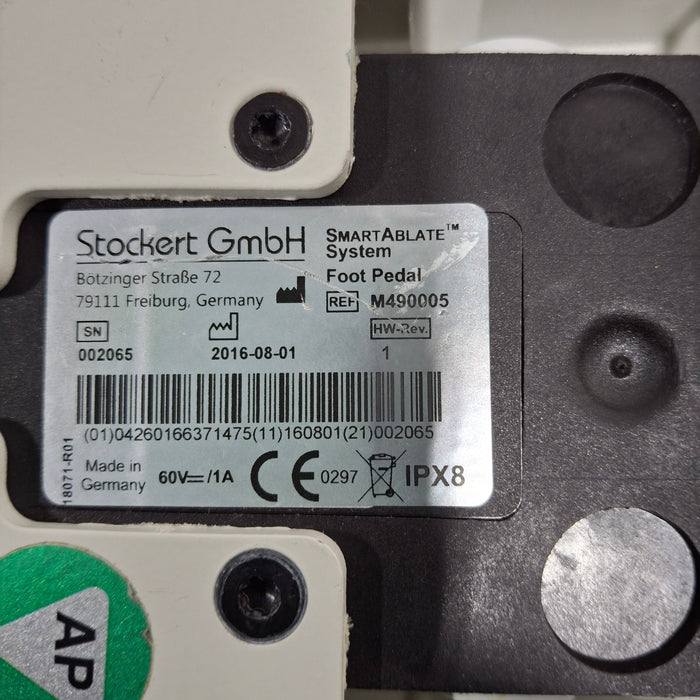 Stockert GmbH
Bötzinger Straße 72
79111 Freiburg, Germany
SMARTABLATE™
System
Foot Pedal
REF M490005
SN
002065
2016-08-01
HW-Rev.
1
(01)04260166371475(11)160801(21)002065
18071-R01
Made in
Germany
60V⎓/1A
CE 0297
IPX8
AP